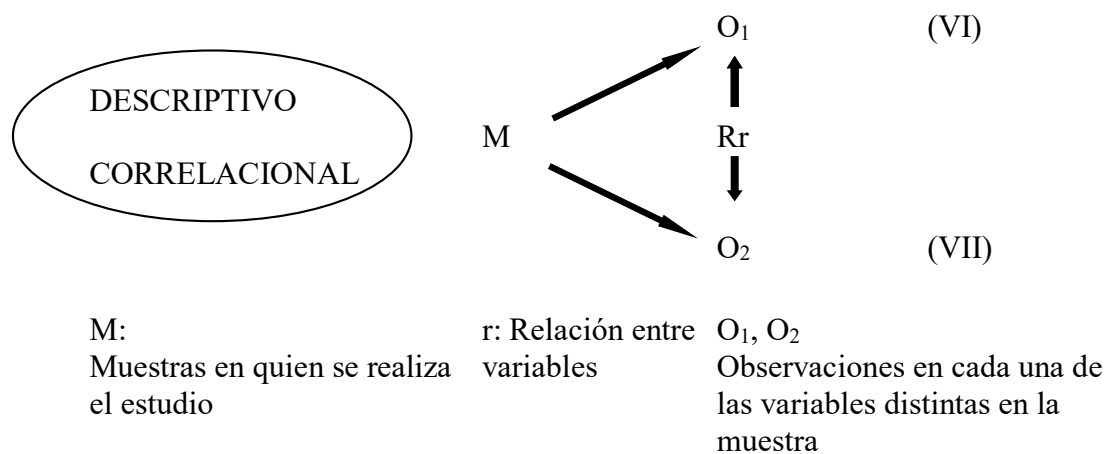 O₁ (VI)
DESCRIPTIVO
CORRELACIONAL
M Rr
O₂ (VII)
M:
Muestras en quien se realiza
el estudio
r: Relación entre
variables
O₁, O₂
Observaciones en cada una de
las variables distintas en la
muestra